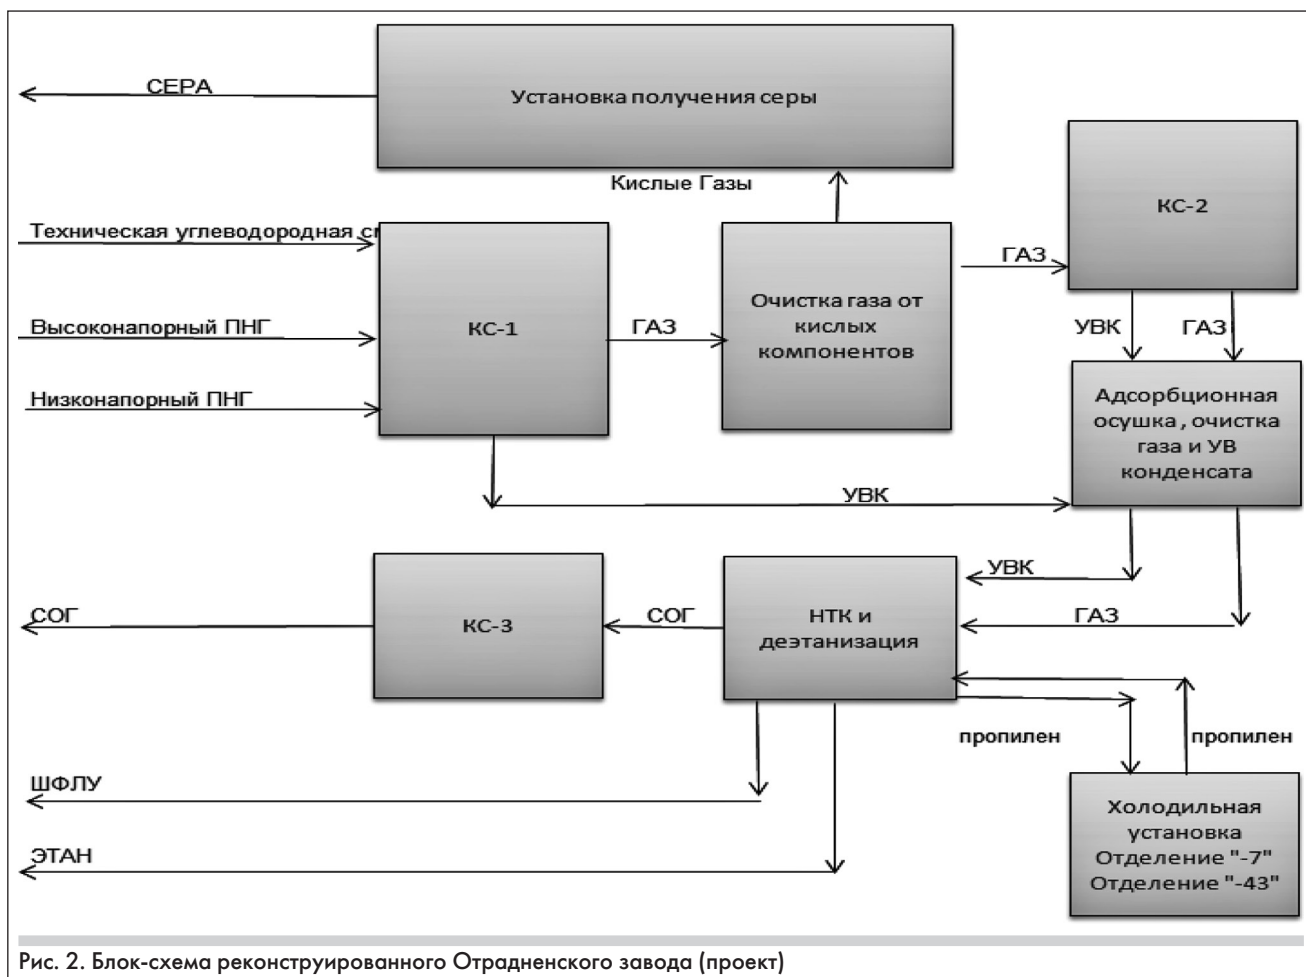 СЕРА
Установка получения серы
Кислые Газы
КС-2
Техническая углеводородная
ГАЗ
Очистка газа от
кислых
компонентов
Высоконапорный ПНГ
КС-1
ГАЗ
УВК
ГАЗ
Низконапорный ПНГ
Адсорбционная
осушка , очистка
газа и УВ
конденсата
УВК
УВК
СОГ
КС-3
СОГ
НТК и
деэтанизация
ГАЗ
пропилен
пропилен
ШФЛУ
Холодильная
установка
Отделение "-7"
Отделение "-43"
ЭТАН
Рис. 2. Блок-схема реконструированного Отрадненского завода (проект)